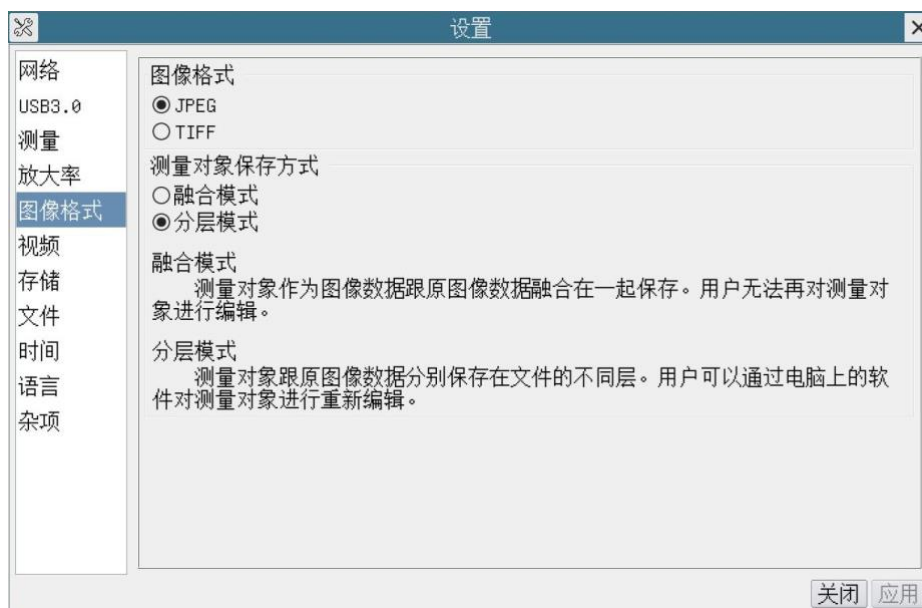 设置
网络
USB3.0
测量
放大率
图像格式
视频
存储
文件
时间
语言
杂项
图像格式
JPEG
TIFF
测量对象保存方式
融合模式
分层模式
融合模式
测量对象作为图像数据跟原图像数据融合在一起保存。用户无法再对测量对
象进行编辑。
分层模式
测量对象跟原图像数据分别保存在文件的不同层。用户可以通过电脑上的软
件对测量对象进行重新编辑。
关闭
应用